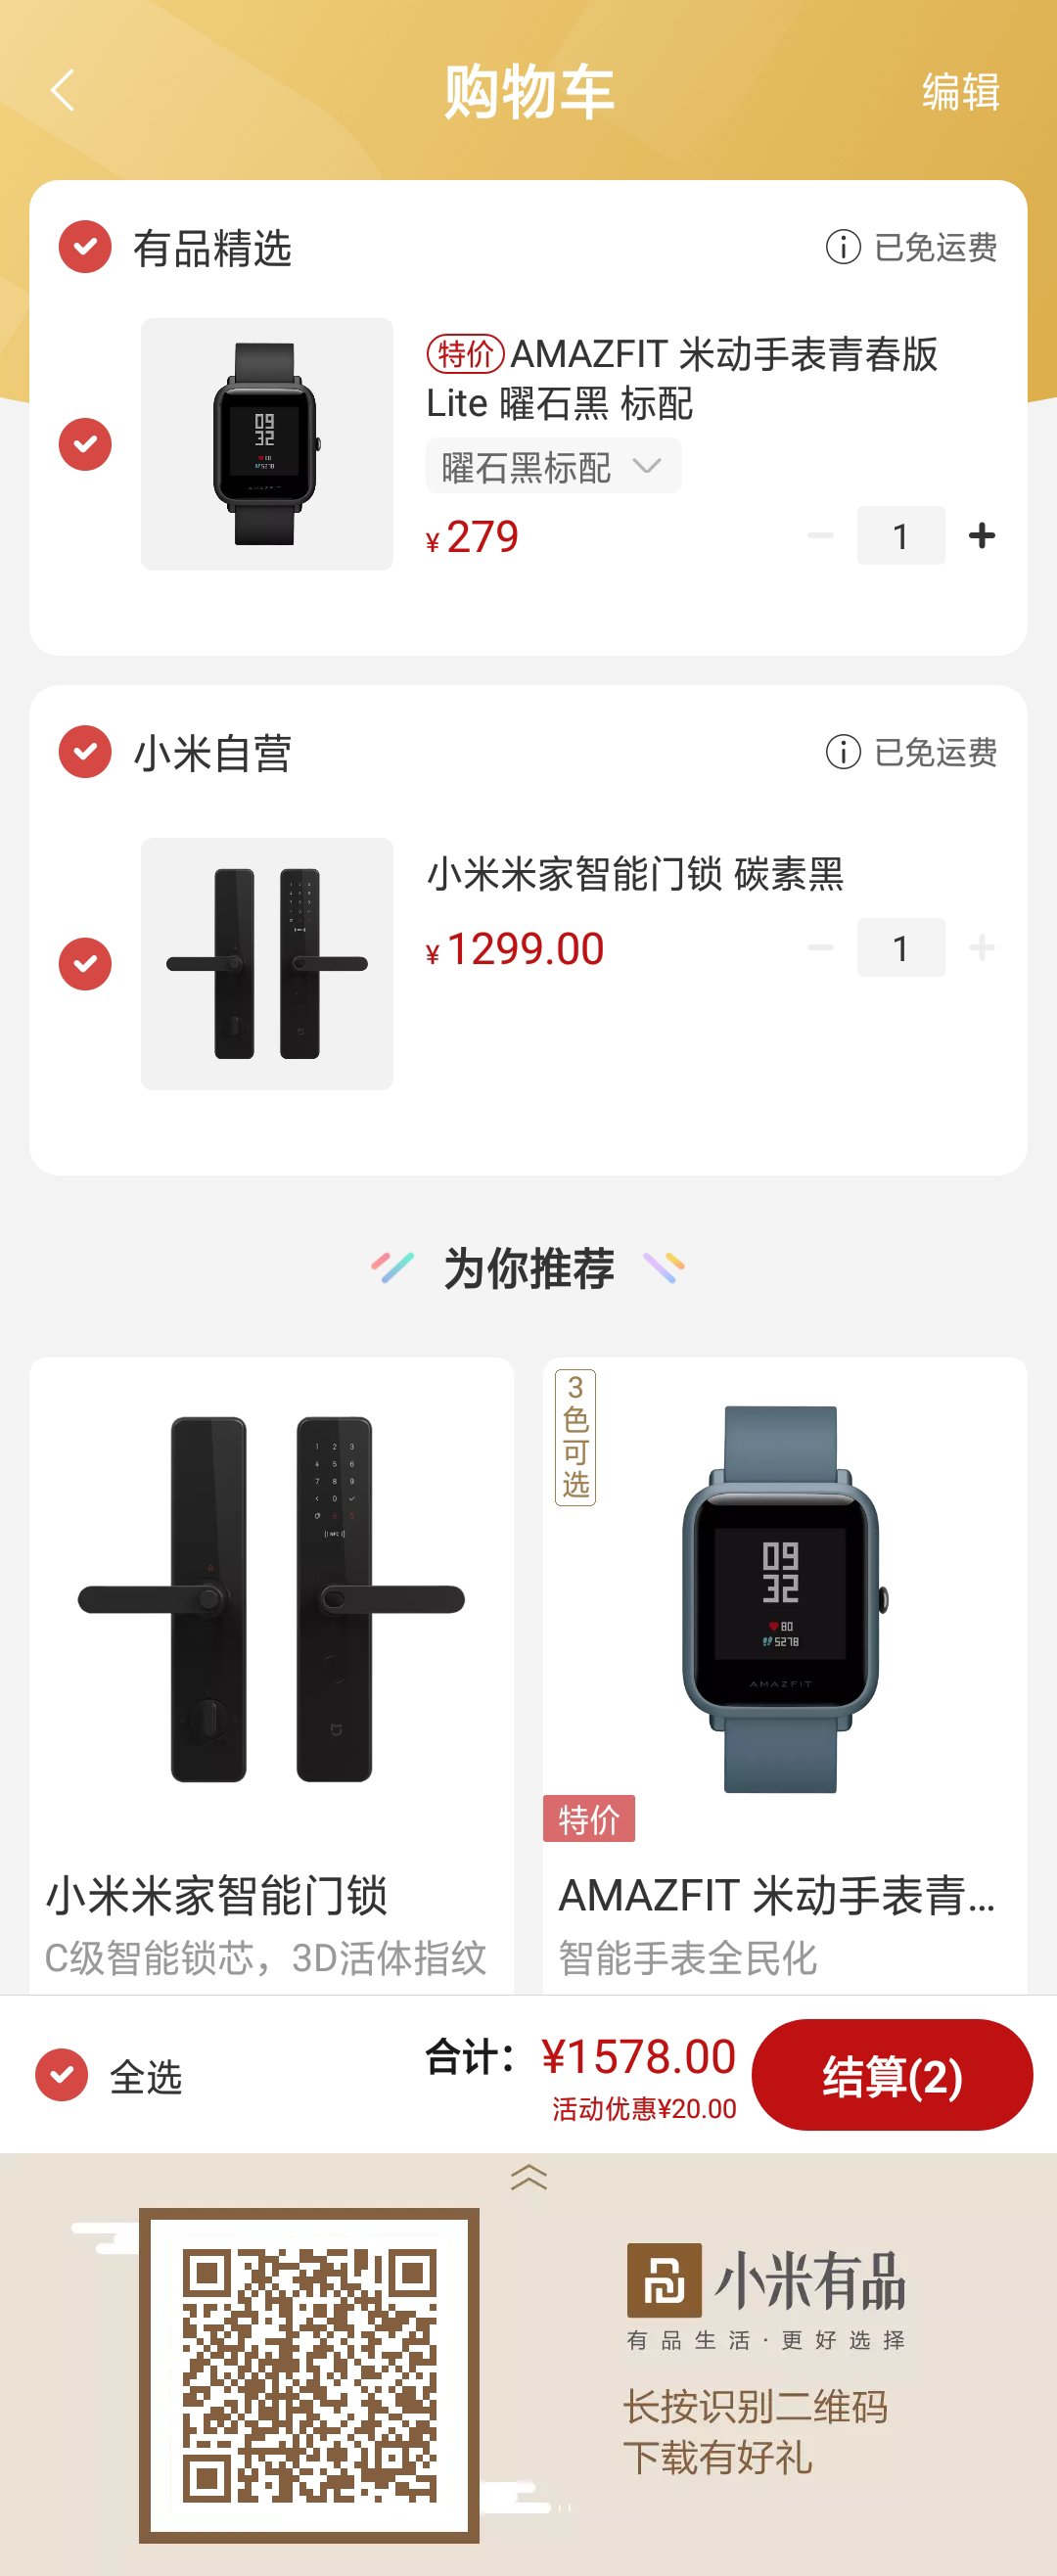 购物车
编辑
有品精选
已免运费
特价 AMAZFIT 米动手表青春版
Lite 曜石黑 标配
曜石黑标配
¥ 279
1
小米自营
已免运费
小米米家智能门锁 碳素黑
¥ 1299.00
1
为你推荐
3色可选
09
32
80
5278
AMAZFIT
特价
小米米家智能门锁
C级智能锁芯，3D活体指纹
AMAZFIT 米动手表青...
智能手表全民化
全选
合计：¥1578.00
活动优惠¥20.00
结算(2)
小米有品
有品生活·更好选择
长按识别二维码
下载有好礼